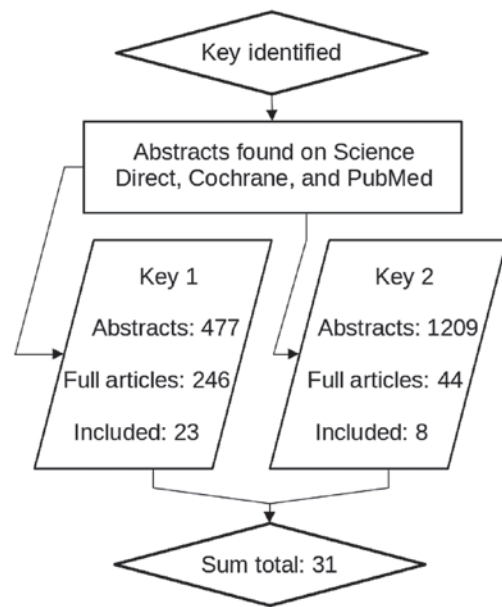 Key identified
Abstracts found on Science
Direct, Cochrane, and PubMed
Key 1
Abstracts: 477
Full articles: 246
Included: 23
Key 2
Abstracts: 1209
Full articles: 44
Included: 8
Sum total: 31